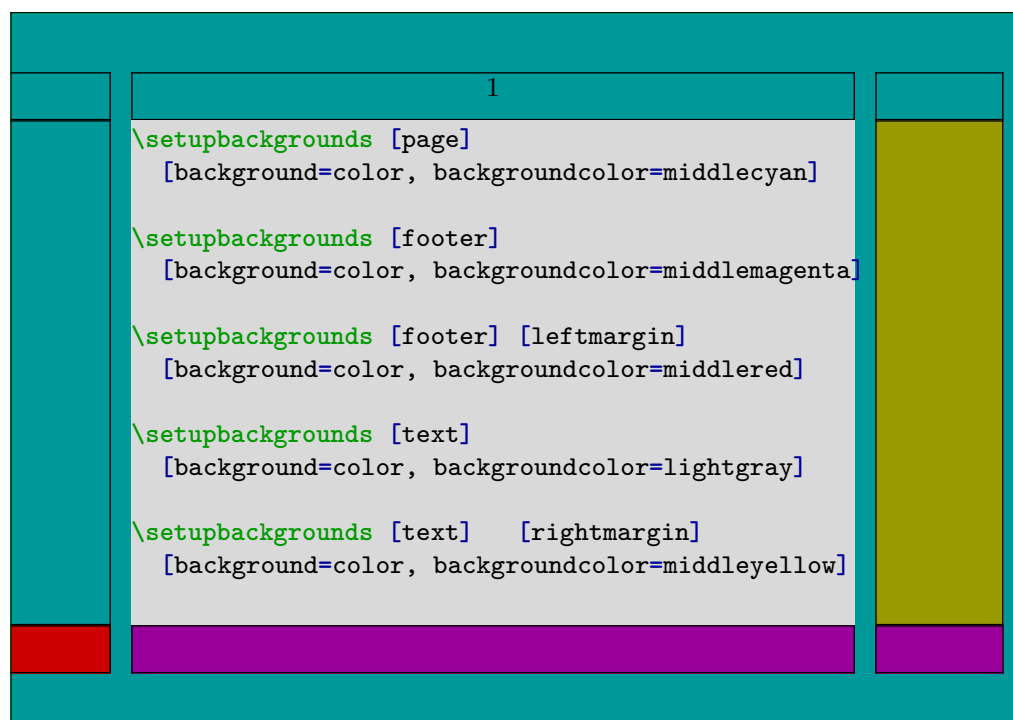 1
\setupbackgrounds [page]
  [background=color, backgroundcolor=middlecyan]
\setupbackgrounds [footer]
  [background=color, backgroundcolor=middlemagenta]
\setupbackgrounds [footer] [leftmargin]
  [background=color, backgroundcolor=middlered]
\setupbackgrounds [text]
  [background=color, backgroundcolor=lightgray]
\setupbackgrounds [text]   [rightmargin]
  [background=color, backgroundcolor=middleyellow]